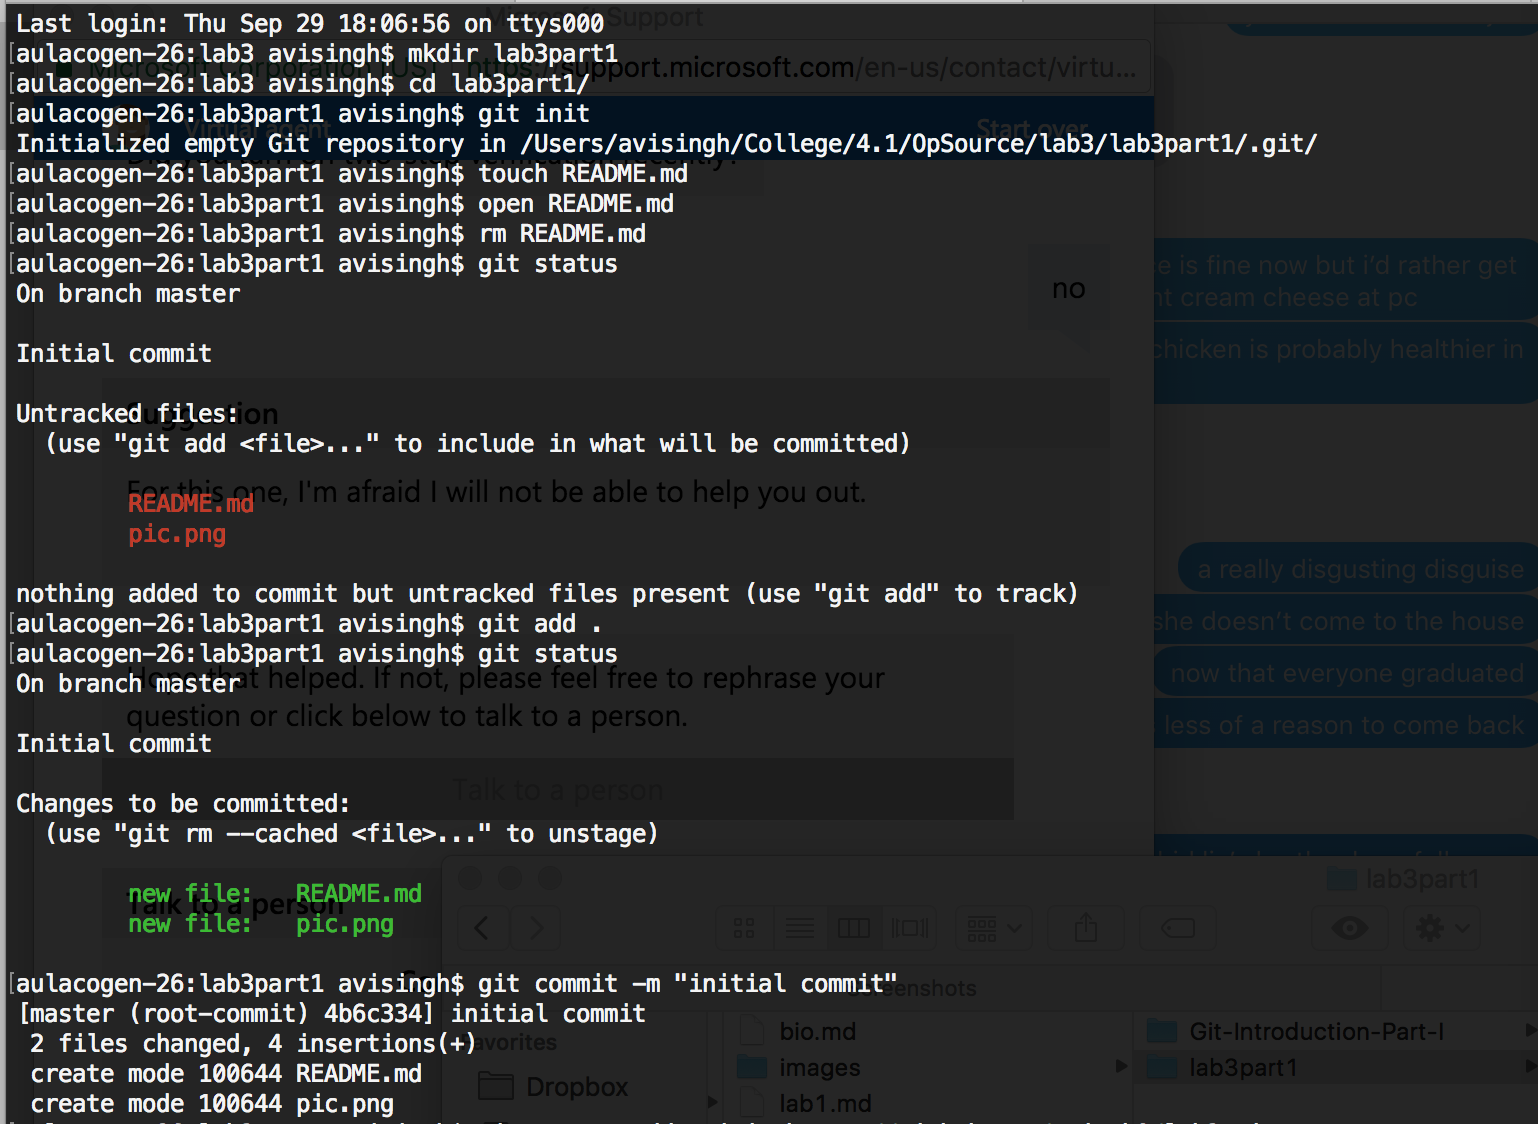 Last login: Thu Sep 29 18:06:56 on ttys000
Support
[aulacogen-26:lab3 avisingh$ mkdir lab3part1
Microsoft Corporation [US] https://support.microsoft.com/en-us/contact/virtu...
[aulacogen-26:lab3 avisingh$ cd lab3part1/
[aulacogen-26:lab3part1 avisingh$ git init
Virtual agent
Start over
Initialized empty Git repository in /Users/avisingh/College/4.1/OpSource/lab3/lab3part1/.git/
[aulacogen-26:lab3part1 avisingh$ touch README.md
[aulacogen-26:lab3part1 avisingh$ open README.md
[aulacogen-26:lab3part1 avisingh$ rm README.md
[aulacogen-26:lab3part1 avisingh$ git status
e is fine now but i'd rather get
On branch master
no
nt cream cheese at pc
Initial commit
chicken is probably healthier in
Untracked files:
Suggestion
(use "git add <file>..." to include in what will be committed)
For this one, I'm afraid I will not be able to help you out.
README.md
pic.png
a really disgusting disguise
nothing added to commit but untracked files present (use "git add" to track)
[aulacogen-26:lab3part1 avisingh$ git add .
she doesn't come to the house
[aulacogen-26:lab3part1 avisingh$ git status
now that everyone graduated
On branch master
Hope that helped. If not, please feel free to rephrase your
question or click below to talk to a person.
less of a reason to come back
Initial commit
Talk to a person
Changes to be committed:
(use "git rm --cached <file>..." to unstage)
lab3part1
new file: README.md
Talk to a person
new file: pic.png
[aulacogen-26:lab3part1 avisingh$ git commit -m "initial commit"
Screenshots
[master (root-commit) 4b6c334] initial commit
bio.md
Git-Introduction-Part-I
2 files changed, 4 insertions(+)
Favorites
create mode 100644 README.md
images
lab3part1
Dropbox
create mode 100644 pic.png
lab1.md